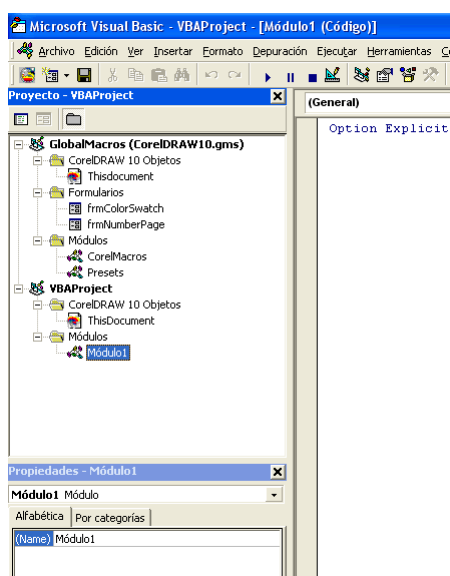 Microsoft Visual Basic - VBAProject - [Módulo1 (Código)]
Archivo Edición Ver Insertar Formato Depuración Ejecutar Herramientas
Proyecto - VBAProject
(General)
Option Explicit
GlobalMacros (CorelDRAW10.gms)
CorelDRAW 10 Objetos
Thisdocument
Formularios
frmColorSwatch
frmNumberPage
Módulos
CorelMacros
Presets
VBAProject
CorelDRAW 10 Objetos
ThisDocument
Módulos
Módulo1
Propiedades - Módulo1
Módulo1 Módulo
Alfabética Por categorías
(Name) Módulo1